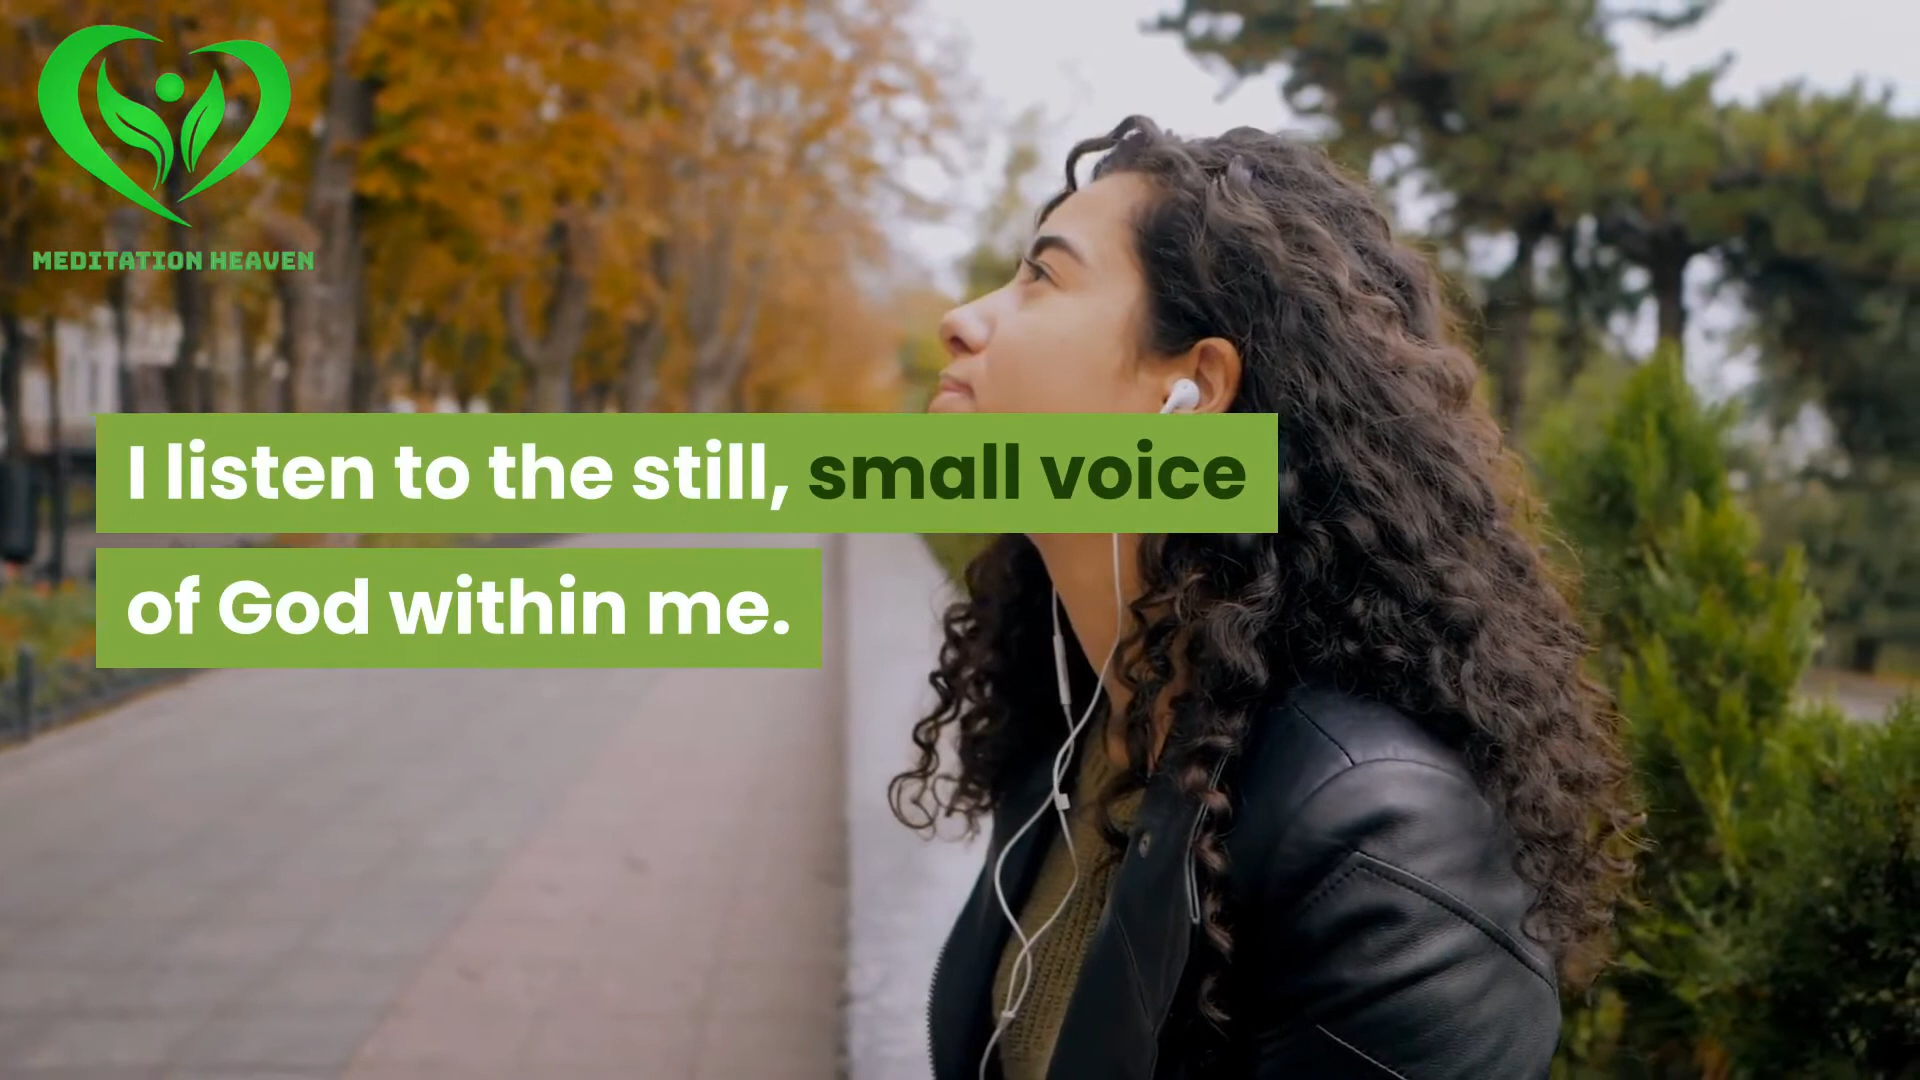 MEDITATION HEAVEN
I listen to the still, small voice
of God within me.